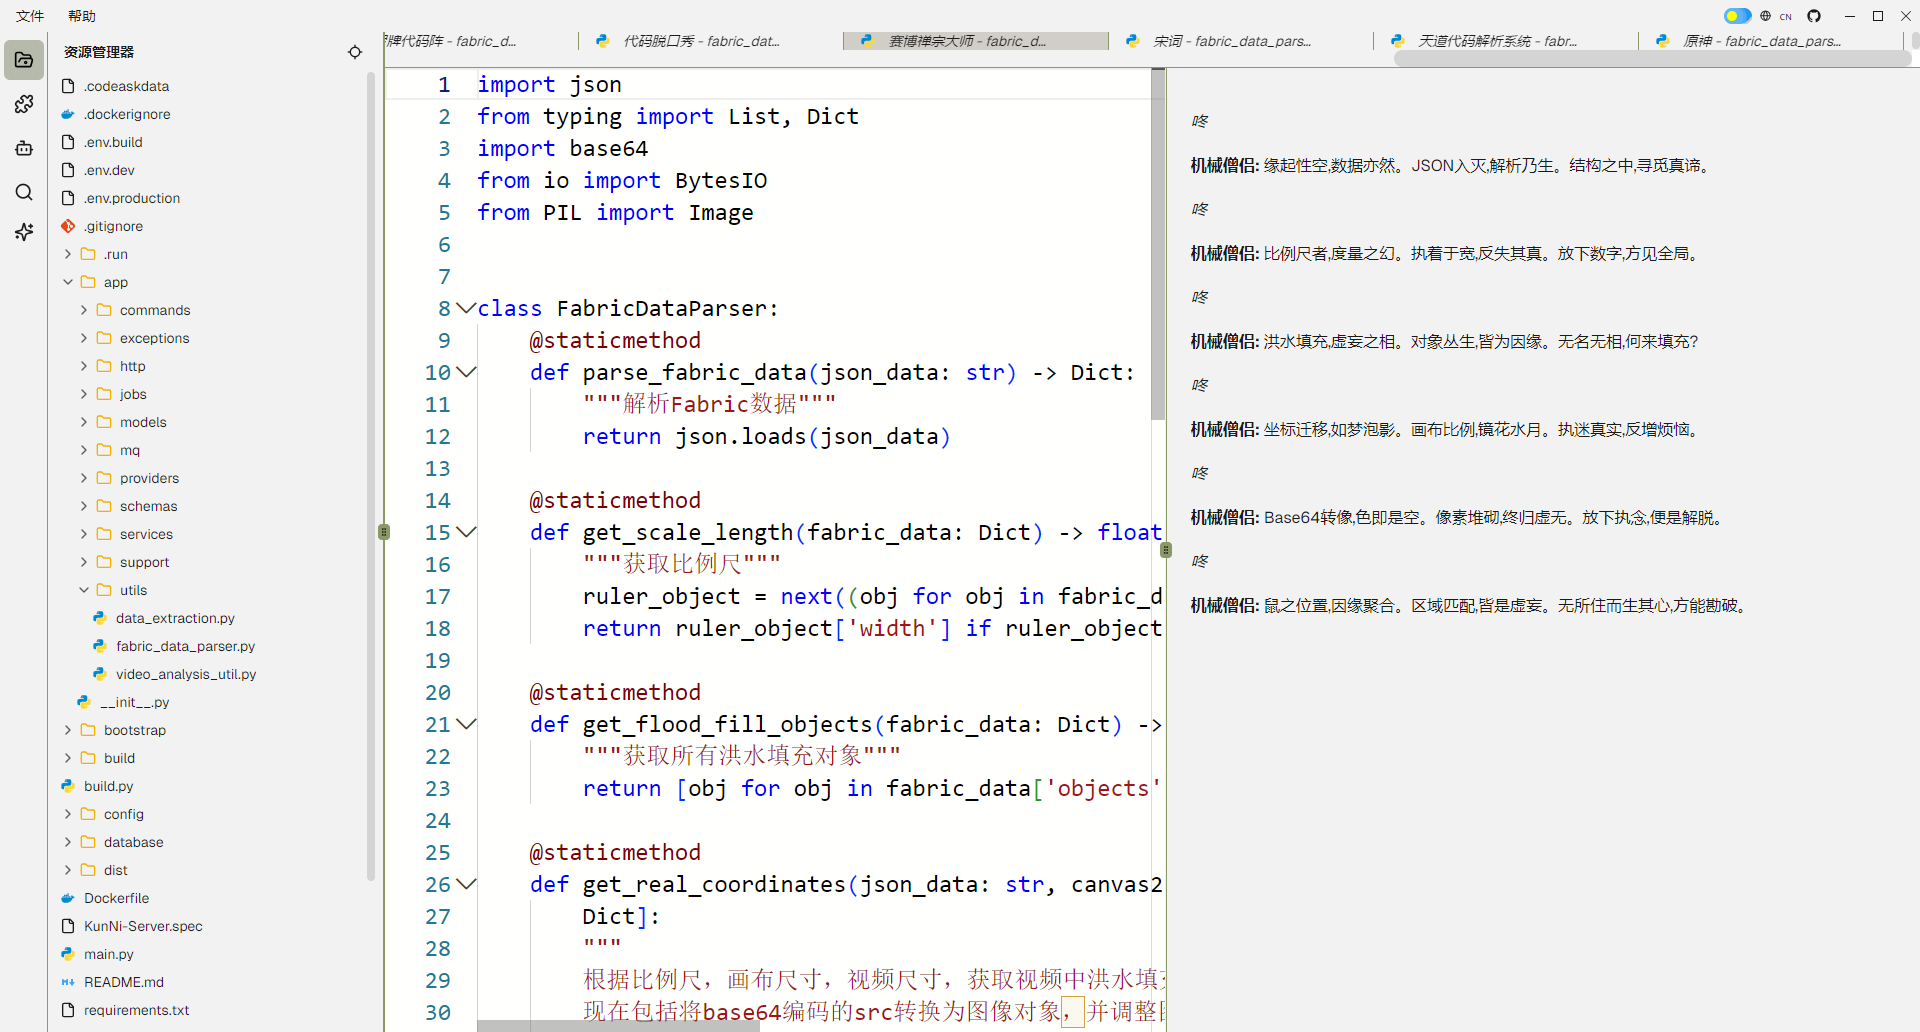 文件 帮助
CN
资源管理器
.codeaskdata
.dockerignore
.env.build
.env.dev
.env.production
.gitignore
.run
app
commands
exceptions
http
jobs
models
mq
providers
schemas
services
support
utils
data_extraction.py
fabric_data_parser.py
video_analysis_util.py
__init__.py
bootstrap
build
build.py
config
database
dist
Dockerfile
KunNi-Server.spec
main.py
README.md
requirements.txt
牌代码阵 - fabric_d...
代码脱口秀 - fabric_dat...
赛博禅宗大师 - fabric_d...
宋词 - fabric_data_pars...
天道代码解析系统 - fabr...
原神 - fabric_data_pars...
1 import json
2 from typing import List, Dict
3 import base64
4 from io import BytesIO
5 from PIL import Image
6
7
8 class FabricDataParser:
9 @staticmethod
10 def parse_fabric_data(json_data: str) -> Dict:
11 """解析Fabric数据"""
12 return json.loads(json_data)
13
14 @staticmethod
15 def get_scale_length(fabric_data: Dict) -> float
16 """获取比例尺"""
17 ruler_object = next((obj for obj in fabric_d
18 return ruler_object['width'] if ruler_object
19
20 @staticmethod
21 def get_flood_fill_objects(fabric_data: Dict) ->
22 """获取所有洪水填充对象"""
23 return [obj for obj in fabric_data['objects'
24
25 @staticmethod
26 def get_real_coordinates(json_data: str, canvas2
27 Dict]:
28 """
29 根据比例尺，画布尺寸，视频尺寸，获取视频中洪水填充
30 现在包括将base64编码的src转换为图像对象，并调整
咚
机械僧侣: 缘起性空,数据亦然。JSON入灭,解析乃生。结构之中,寻觅真谛。
咚
机械僧侣: 比例尺者,度量之幻。执着于宽,反失其真。放下数字,方见全局。
咚
机械僧侣: 洪水填充,虚妄之相。对象丛生,皆为因缘。无名无相,何来填充?
咚
机械僧侣: 坐标迁移,如梦泡影。画布比例,镜花水月。执迷真实,反增烦恼。
咚
机械僧侣: Base64转像,色即是空。像素堆砌,终归虚无。放下执念,便是解脱。
咚
机械僧侣: 鼠之位置,因缘聚合。区域匹配,皆是虚妄。无所住而生其心,方能勘破。